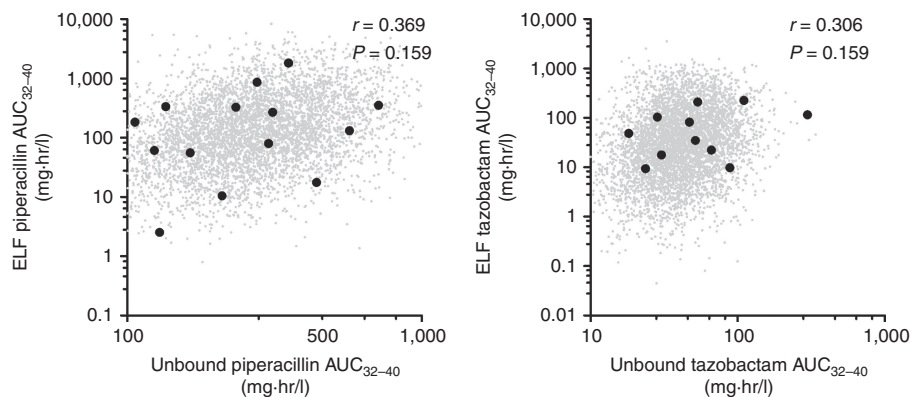 r = 0.369
P = 0.159
10,000
1,000
100
10
1
0.1
ELF piperacillin AUC32–40
(mg·hr/l)
100
500
1,000
Unbound piperacillin AUC32–40
(mg·hr/l)
r = 0.306
P = 0.159
10,000
1,000
100
10
1
0.1
0.01
ELF tazobactam AUC32–40
(mg·hr/l)
10
100
1,000
Unbound tazobactam AUC32–40
(mg·hr/l)